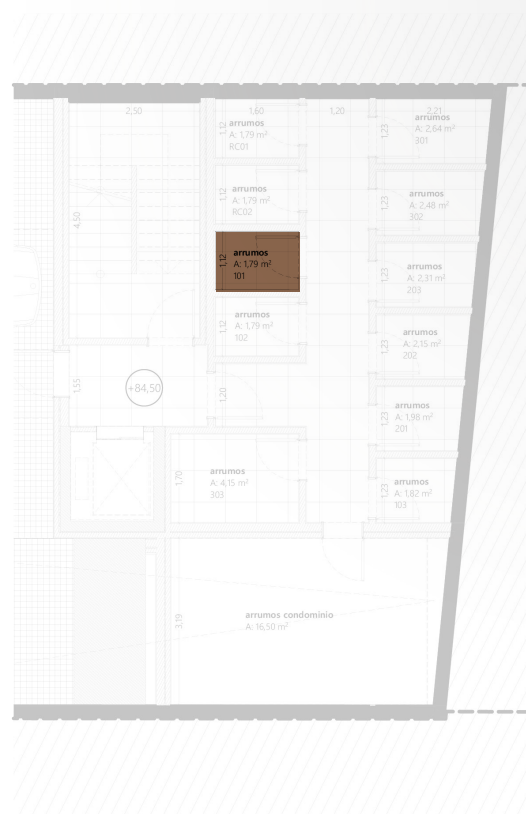 2,50
1,60
1,20
2,21
1,12
arrumos
A: 1,79 m²
RC01
1,23
arrumos
A: 2,64 m²
301
1,12
arrumos
A: 1,79 m²
RC02
1,23
arrumos
A: 2,48 m²
302
4,50
1,12
arrumos
A: 1,79 m²
101
1,23
arrumos
A: 2,31 m²
203
1,12
arrumos
A: 1,79 m²
102
1,23
arrumos
A: 2,15 m²
202
1,55
+84,50
1,20
1,23
arrumos
A: 1,98 m²
201
1,70
arrumos
A: 4,15 m²
303
1,23
arrumos
A: 1,82 m²
103
3,19
arrumos condomínio
A: 16,50 m²